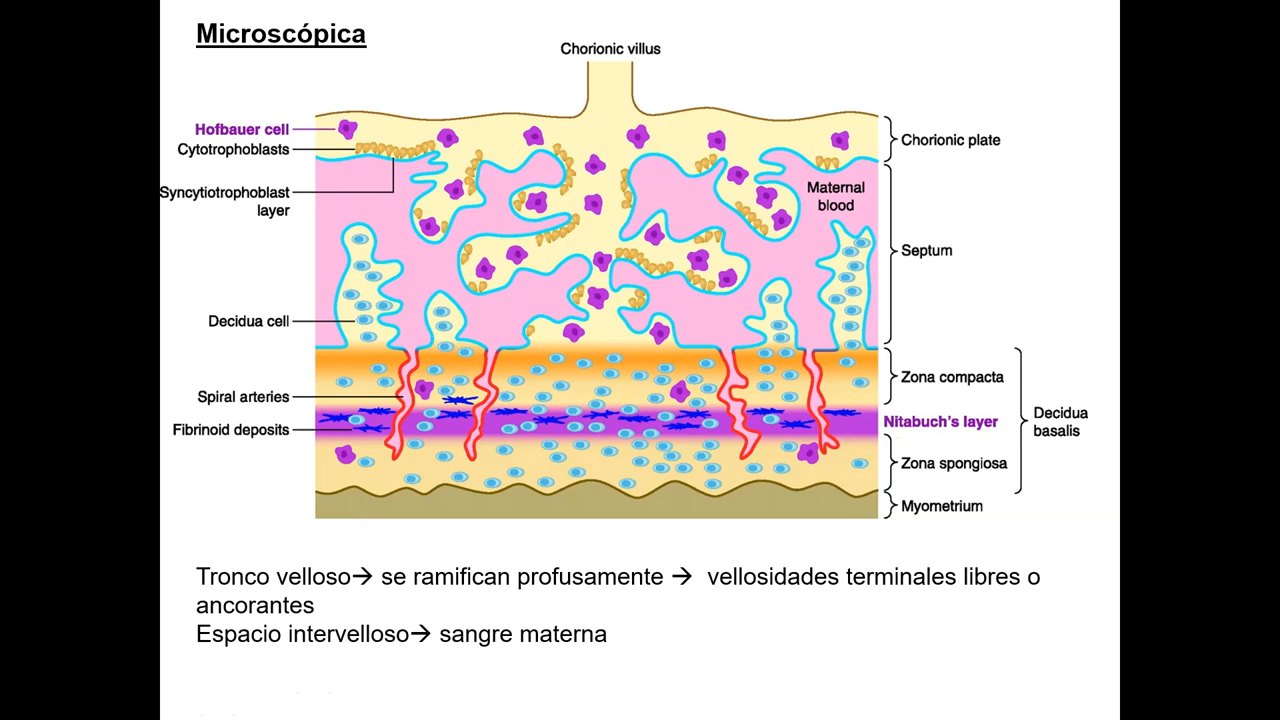 Microscópica
Chorionic villus
Hofbauer cell
Cytotrophoblasts
Syncytiotrophoblast
layer
Decidua cell
Spiral arteries
Fibrinoid deposits
Maternal
blood
Chorionic plate
Septum
Zona compacta
Nitabuch's layer
Zona spongiosa
Myometrium
Decidua
basalis
Tronco velloso→ se ramifican profusamente → vellosidades terminales libres o
ancorantes
Espacio intervelloso→ sangre materna